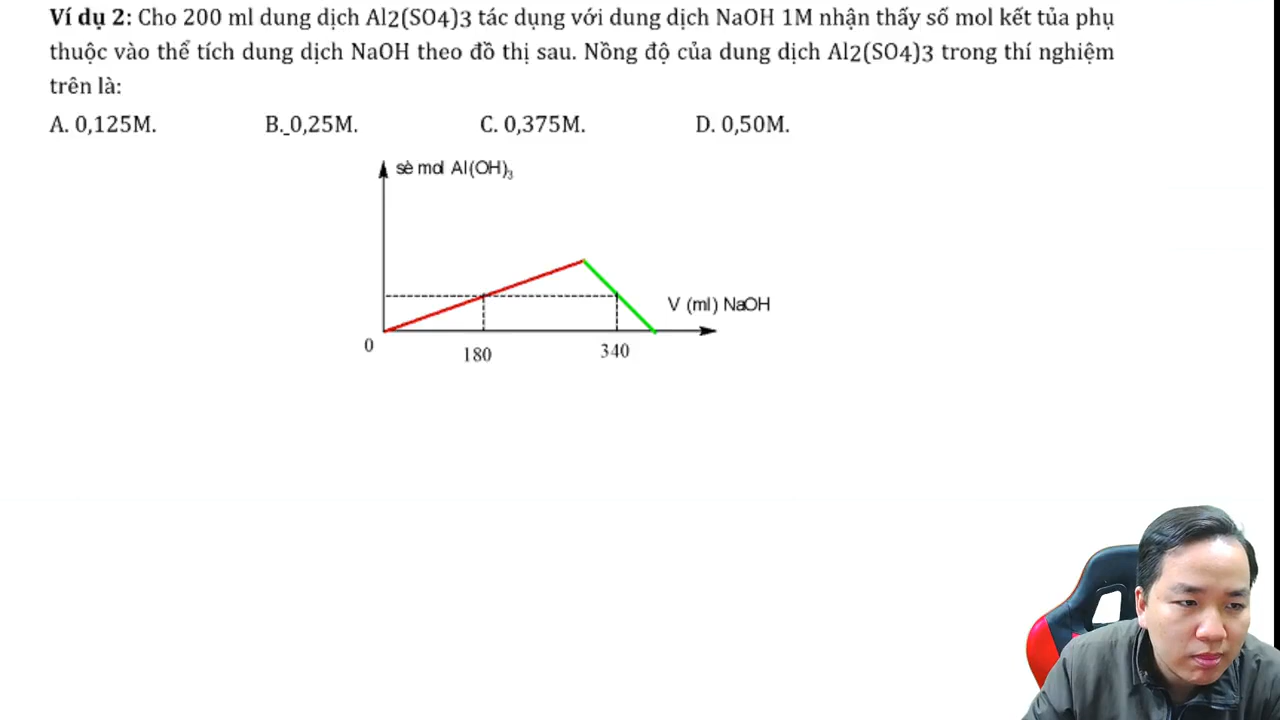 Ví dụ 2: Cho 200 ml dung dịch Al2(SO4)3 tác dụng với dung dịch NaOH 1M nhận thấy số mol kết tủa phụ
thuộc vào thể tích dung dịch NaOH theo đồ thị sau. Nồng độ của dung dịch Al2(SO4)3 trong thí nghiệm
trên là:
A. 0,125M. B. 0,25M. C. 0,375M. D. 0,50M.
sè mol Al(OH)₃
V (ml) NaOH
0 180 340